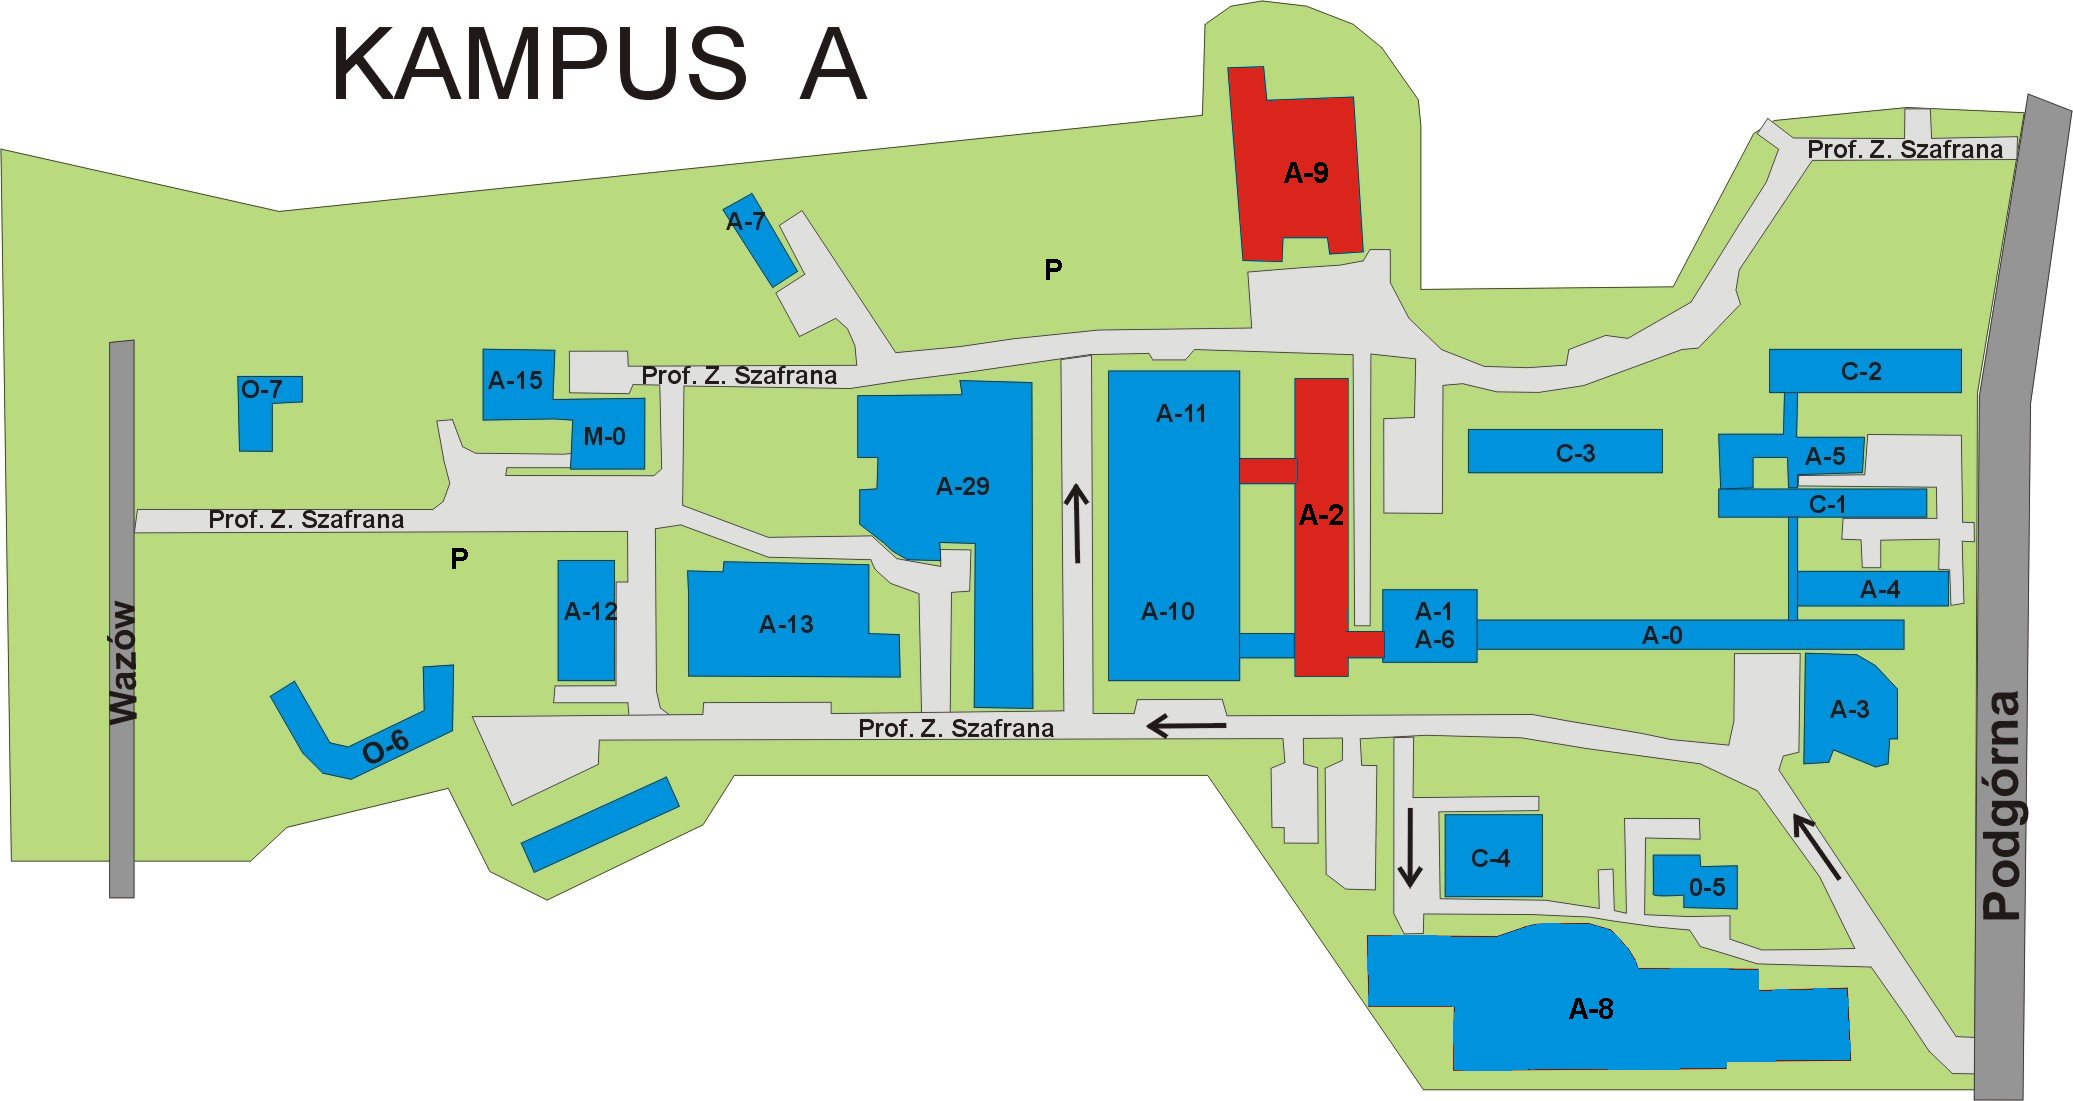 KAMPUS A
Prof. Z. Szafrana
A-9
A-7
P
O-7
A-15
Prof. Z. Szafrana
C-2
A-11
M-0
C-3
A-5
A-29
C-1
A-2
Prof. Z. Szafrana
P
A-12
A-13
A-10
A-1
A-6
A-0
A-4
Wazów
O-6
Prof. Z. Szafrana
A-3
Podgórna
C-4
0-5
A-8